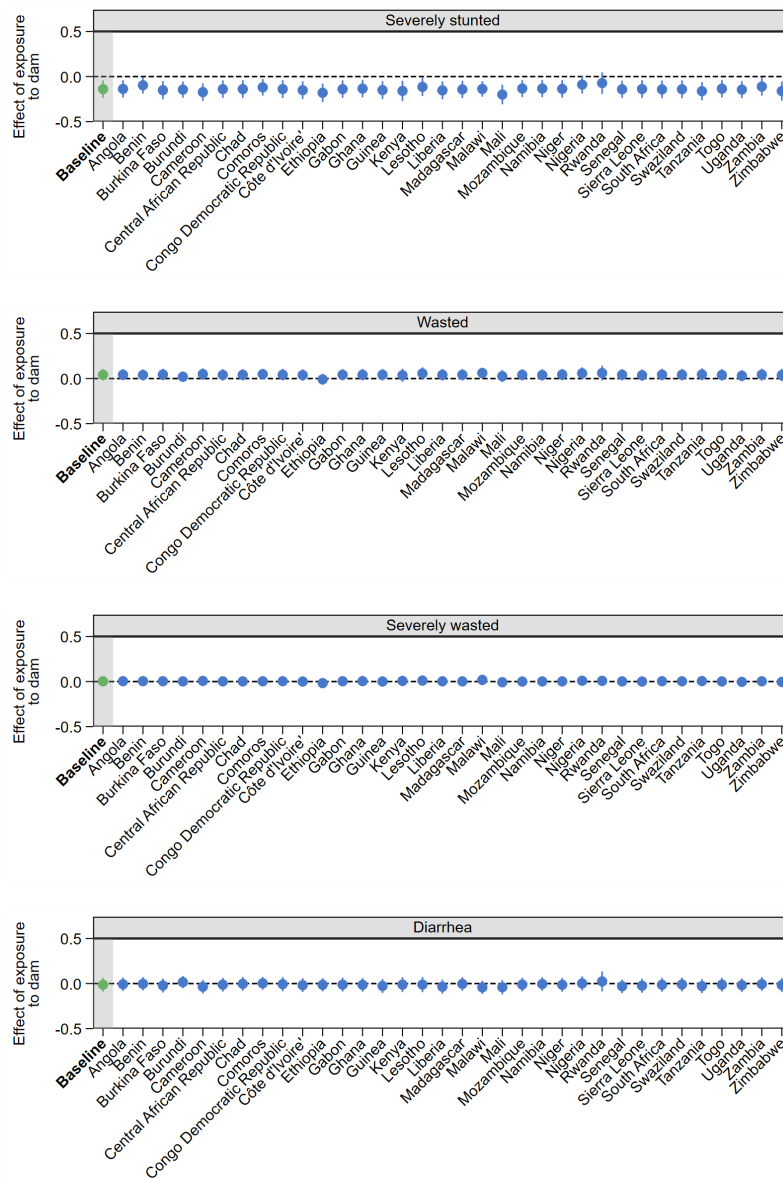 Severely stunted
Effect of exposure
to dam
0.5
0.0
-0.5
Baseline
Angola
Benin
Burkina Faso
Burundi
Cameroon
Central African Republic
Chad
Comoros
Congo Democratic Republic
Côte d'Ivoire'
Ethiopia
Gabon
Ghana
Guinea
Kenya
Lesotho
Liberia
Madagascar
Malawi
Mali
Mozambique
Namibia
Niger
Nigeria
Rwanda
Senegal
Sierra Leone
South Africa
Swaziland
Tanzania
Togo
Uganda
Zambia
Zimbabwe
Wasted
Effect of exposure
to dam
0.5
0.0
-0.5
Baseline
Angola
Benin
Burkina Faso
Burundi
Cameroon
Central African Republic
Chad
Comoros
Congo Democratic Republic
Côte d'Ivoire'
Ethiopia
Gabon
Ghana
Guinea
Kenya
Lesotho
Liberia
Madagascar
Malawi
Mali
Mozambique
Namibia
Niger
Nigeria
Rwanda
Senegal
Sierra Leone
South Africa
Swaziland
Tanzania
Togo
Uganda
Zambia
Zimbabwe
Severely wasted
Effect of exposure
to dam
0.5
0.0
-0.5
Baseline
Angola
Benin
Burkina Faso
Burundi
Cameroon
Central African Republic
Chad
Comoros
Congo Democratic Republic
Côte d'Ivoire'
Ethiopia
Gabon
Ghana
Guinea
Kenya
Lesotho
Liberia
Madagascar
Malawi
Mali
Mozambique
Namibia
Niger
Nigeria
Rwanda
Senegal
Sierra Leone
South Africa
Swaziland
Tanzania
Togo
Uganda
Zambia
Zimbabwe
Diarrhea
Effect of exposure
to dam
0.5
0.0
-0.5
Baseline
Angola
Benin
Burkina Faso
Burundi
Cameroon
Central African Republic
Chad
Comoros
Congo Democratic Republic
Côte d'Ivoire'
Ethiopia
Gabon
Ghana
Guinea
Kenya
Lesotho
Liberia
Madagascar
Malawi
Mali
Mozambique
Namibia
Niger
Nigeria
Rwanda
Senegal
Sierra Leone
South Africa
Swaziland
Tanzania
Togo
Uganda
Zambia
Zimbabwe